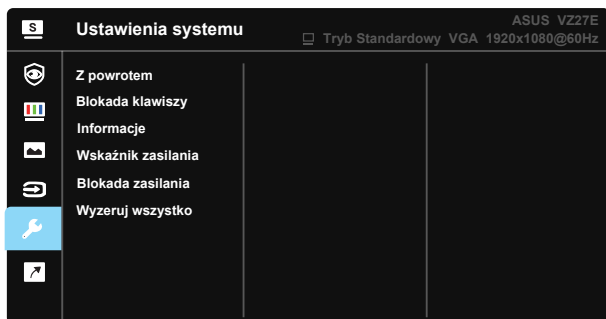 S
Ustawienia systemu
ASUS VZ27E
Tryb Standardowy VGA 1920x1080@60Hz
Z powrotem
Blokada klawiszy
Informacje
Wskaźnik zasilania
Blokada zasilania
Wyzeruj wszystko